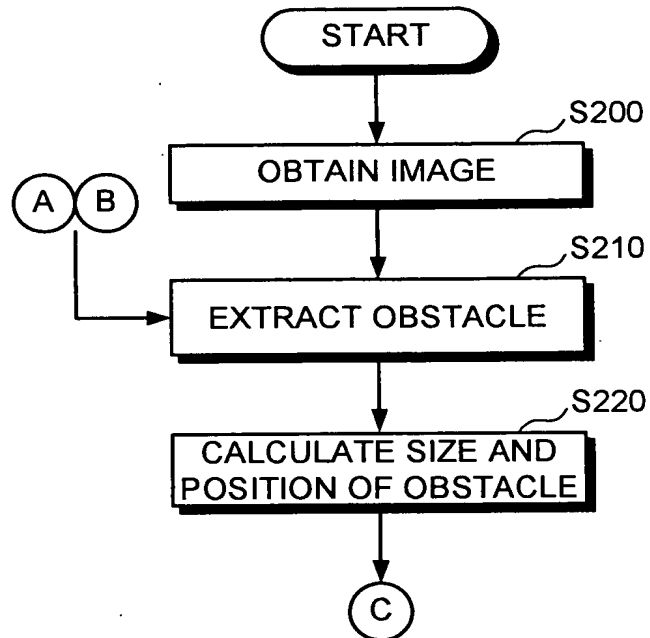 START
S200
OBTAIN IMAGE
A B
S210
EXTRACT OBSTACLE
S220
CALCULATE SIZE AND
POSITION OF OBSTACLE
C